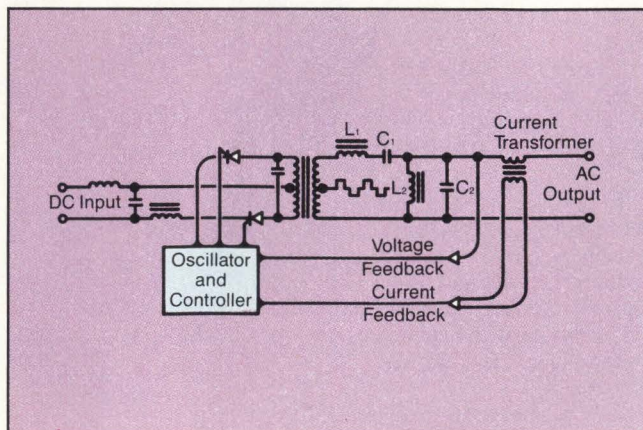 L₁
C₁
Current
Transformer
DC Input
L₂
C₂
AC
Output
Voltage
Feedback
Oscillator
and
Controller
Current
Feedback